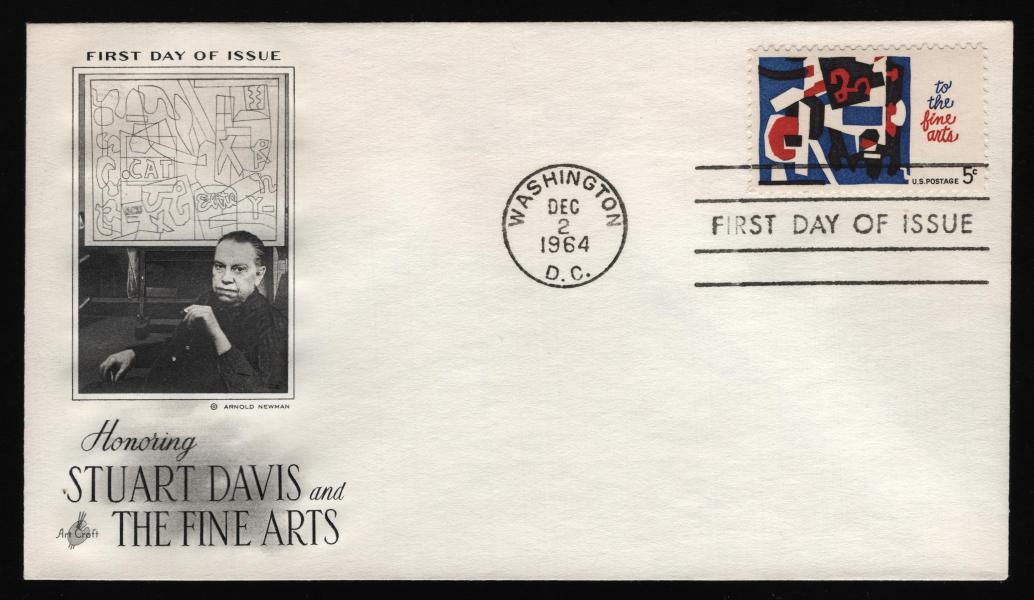 FIRST DAY OF ISSUE
.CAT
© ARNOLD NEWMAN
Honoring
STUART DAVIS and
THE FINE ARTS
Art Craft
WASHINGTON
DEC
2
1964
D.C.
to
the
fine
arts
U.S. POSTAGE 5c
FIRST DAY OF ISSUE